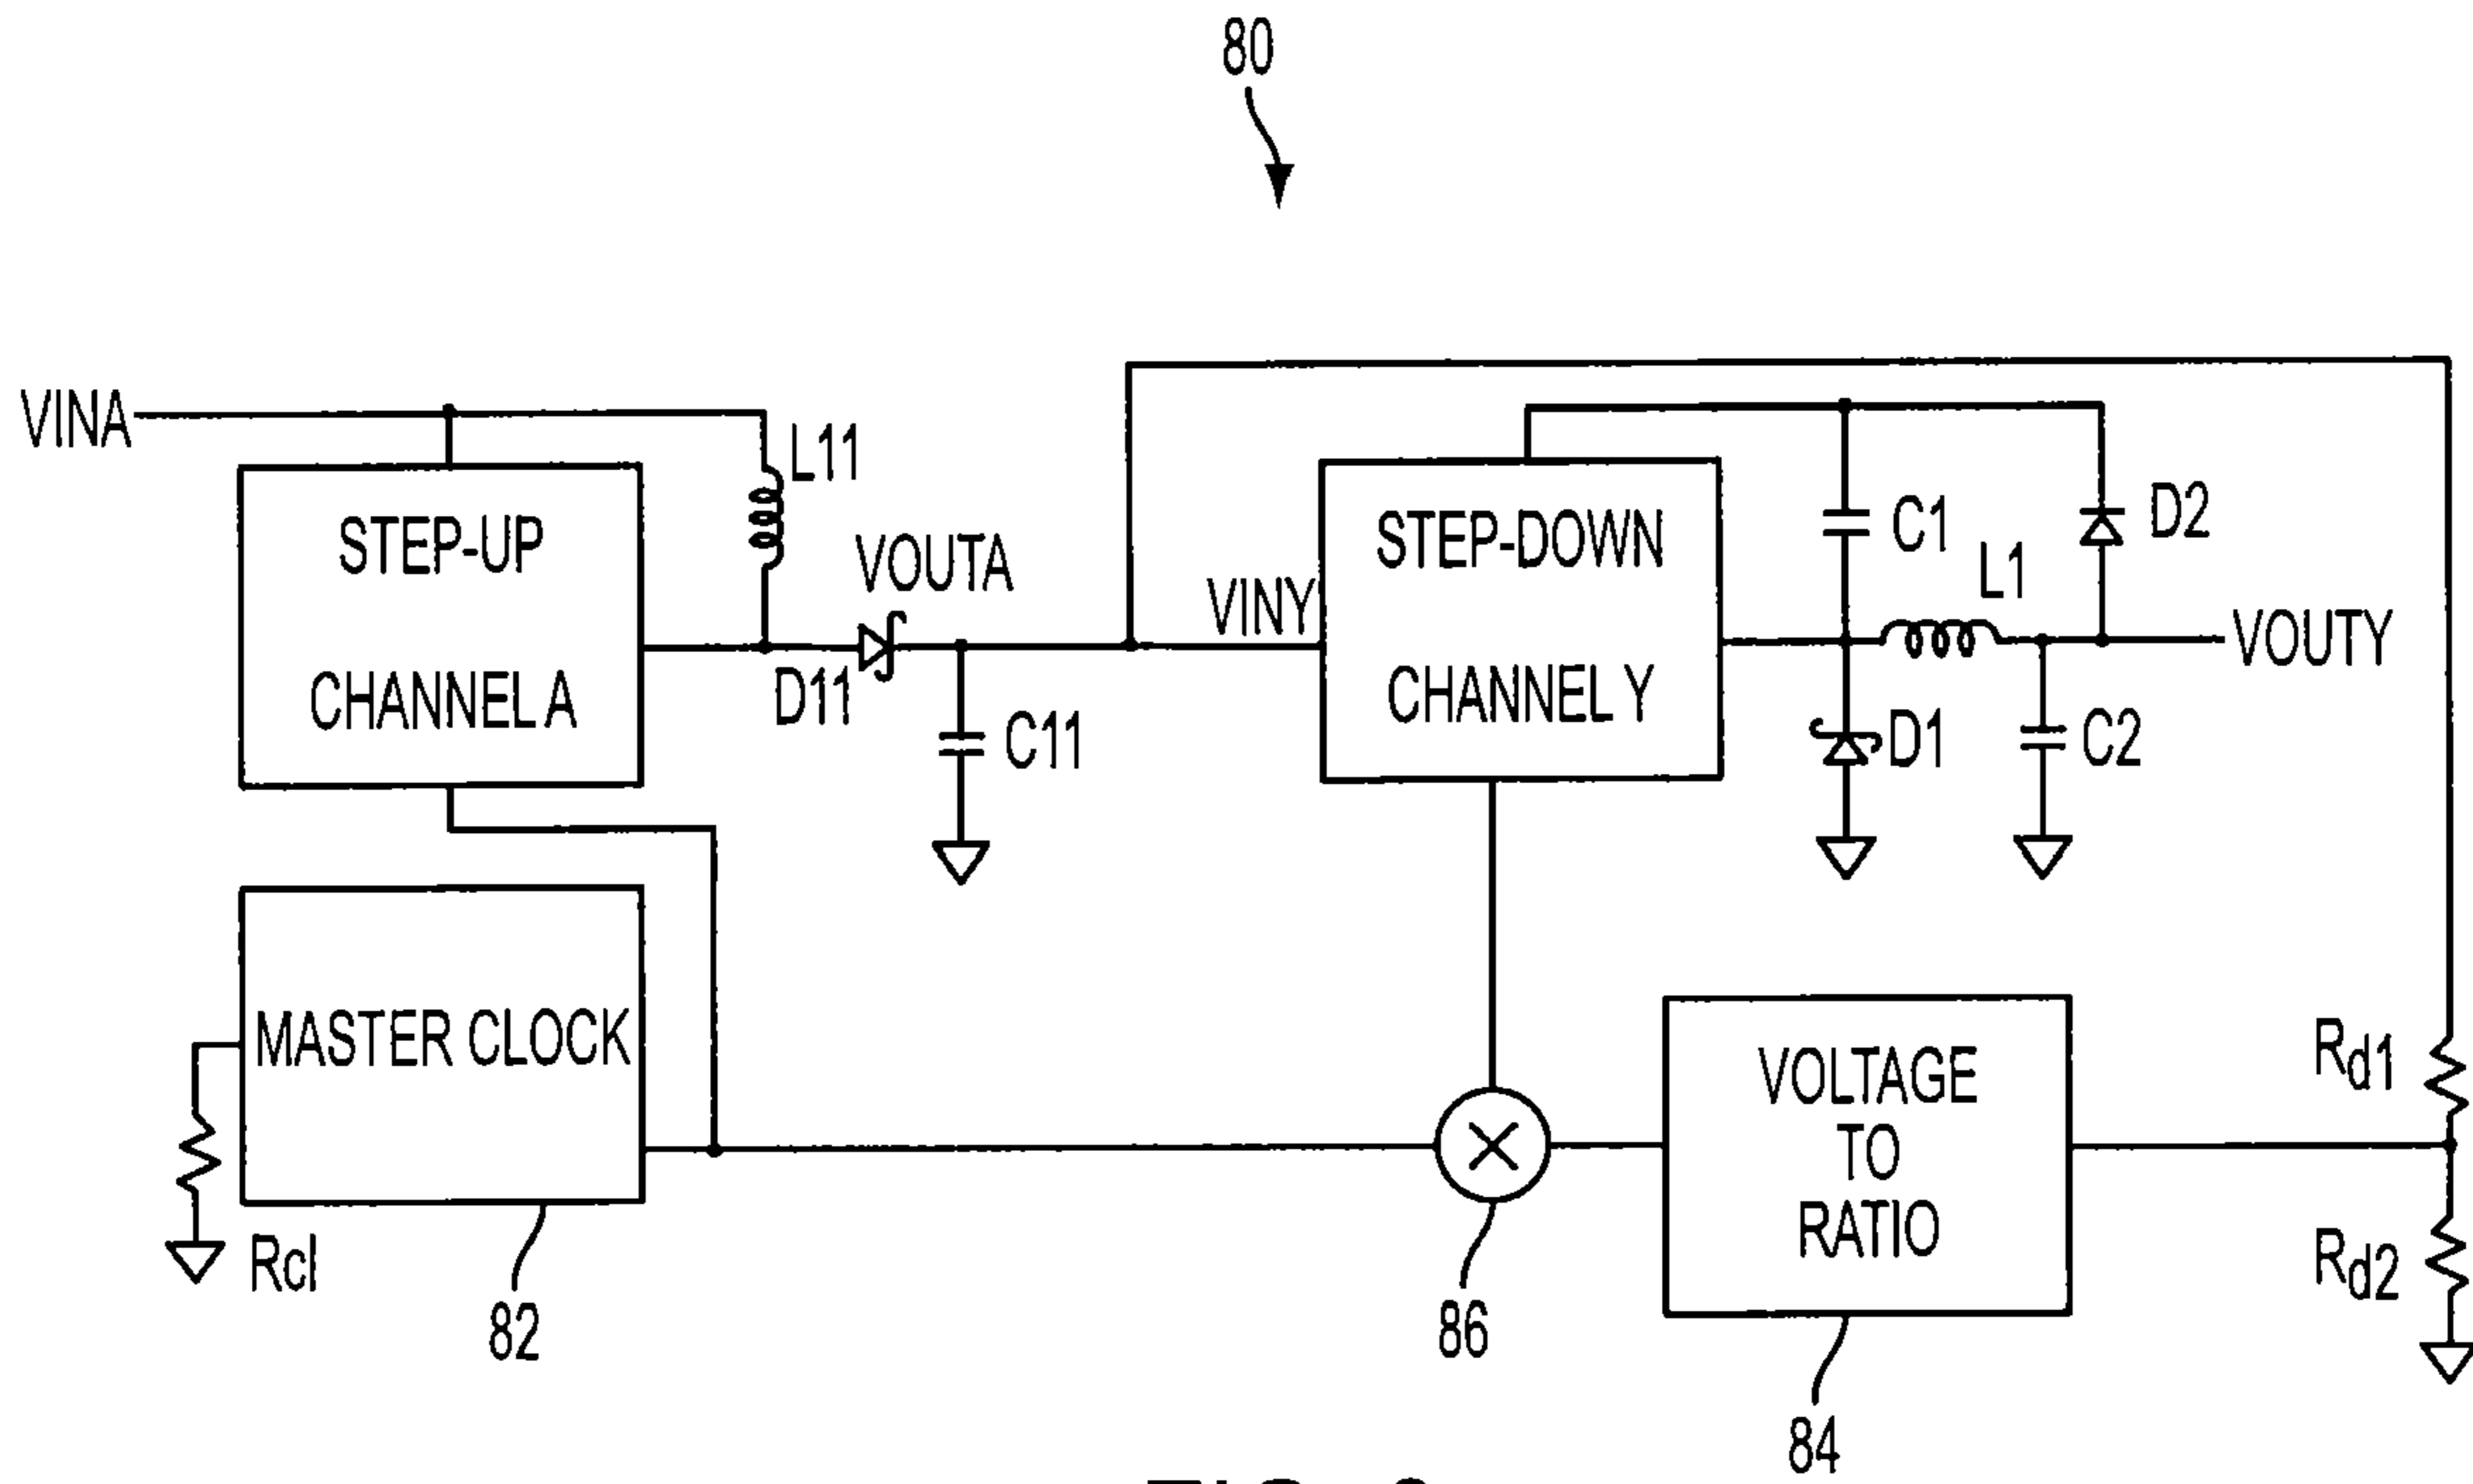 80
VINA
L11
STEP-UP
CHANNEL A
VOUTA
D11
C11
VINY
STEP-DOWN
CHANNEL Y
C1
D2
L1
VOUTY
D1
C2
MASTER CLOCK
Rcl
82
86
VOLTAGE
TO
RATIO
84
Rd1
Rd2